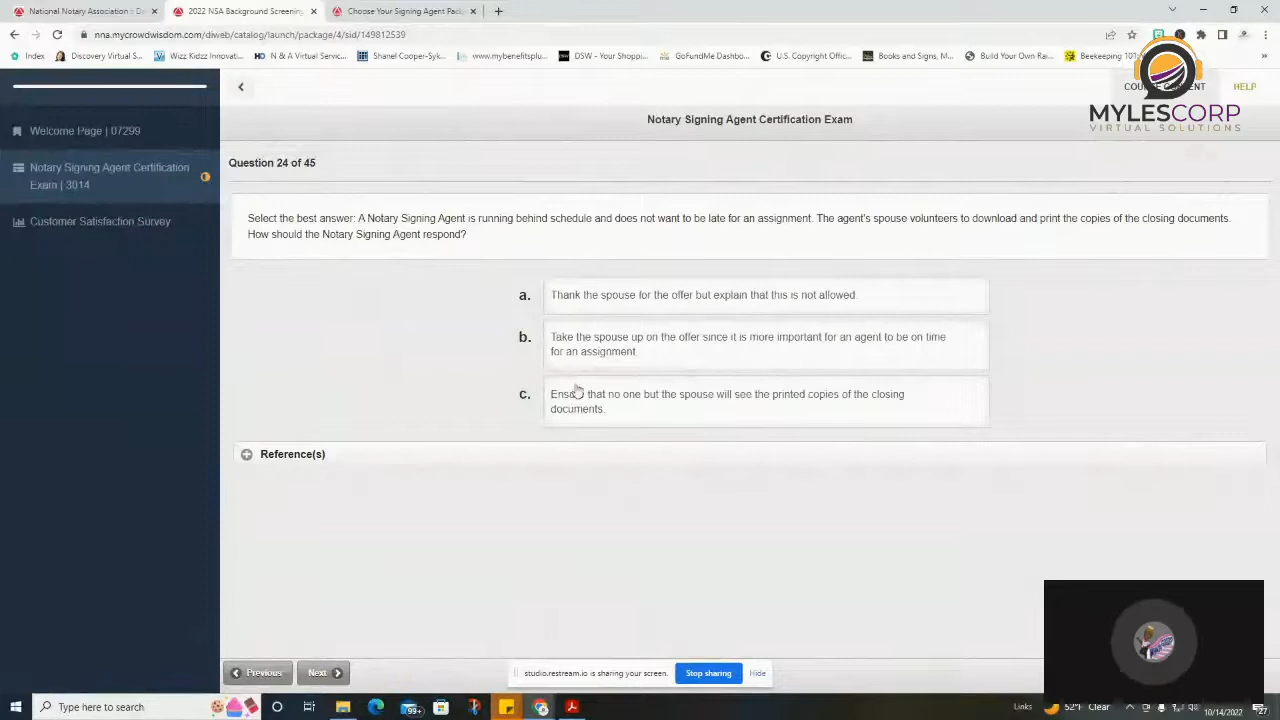 National Notary Association - Da
2022 NSA Background Screening
Choose Your Signing Agent Packa
nna.mycrowdwisdom.com/diweb/catalog/launch/package/4/sid/149812539
Index
Discovery Virtual S...
Wizz Kidzz Innovati...
N & A Virtual Servic...
Shanel Cooper-Syk...
www.mybenefitsplu...
DSW - Your Shoppi...
GoFundMe Dashbo...
U.S. Copyright Offic...
Books and Signs, M...
Build Your Own Rai...
Beekeeping 101:
HELP
MYLESCORP
VIRTUAL SOLUTIONS
Notary Signing Agent Certification Exam
Welcome Page | 07299
Notary Signing Agent Certification
Exam | 3014
Customer Satisfaction Survey
Question 24 of 45
Select the best answer: A Notary Signing Agent is running behind schedule and does not want to be late for an assignment. The agent's spouse volunteers to download and print the copies of the closing documents.
How should the Notary Signing Agent respond?
a. Thank the spouse for the offer but explain that this is not allowed.
b. Take the spouse up on the offer since it is more important for an agent to be on time
for an assignment
c. Ensure that no one but the spouse will see the printed copies of the closing
documents.
Reference(s)
Previous
Next
studio.restream.io is sharing your screen.
Stop sharing
Hide
Type here to search
99+
Links
52° Clear
10/14/2022
27